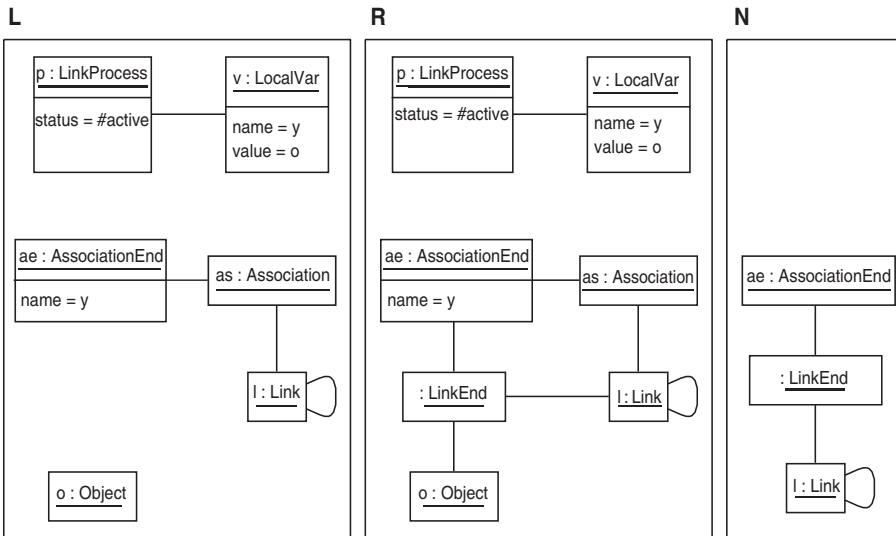 L
p : LinkProcess
status = #active
v : LocalVar
name = y
value = o
ae : AssociationEnd
name = y
as : Association
l : Link
o : Object
R
p : LinkProcess
status = #active
v : LocalVar
name = y
value = o
ae : AssociationEnd
name = y
as : Association
: LinkEnd
l : Link
o : Object
N
ae : AssociationEnd
: LinkEnd
l : Link